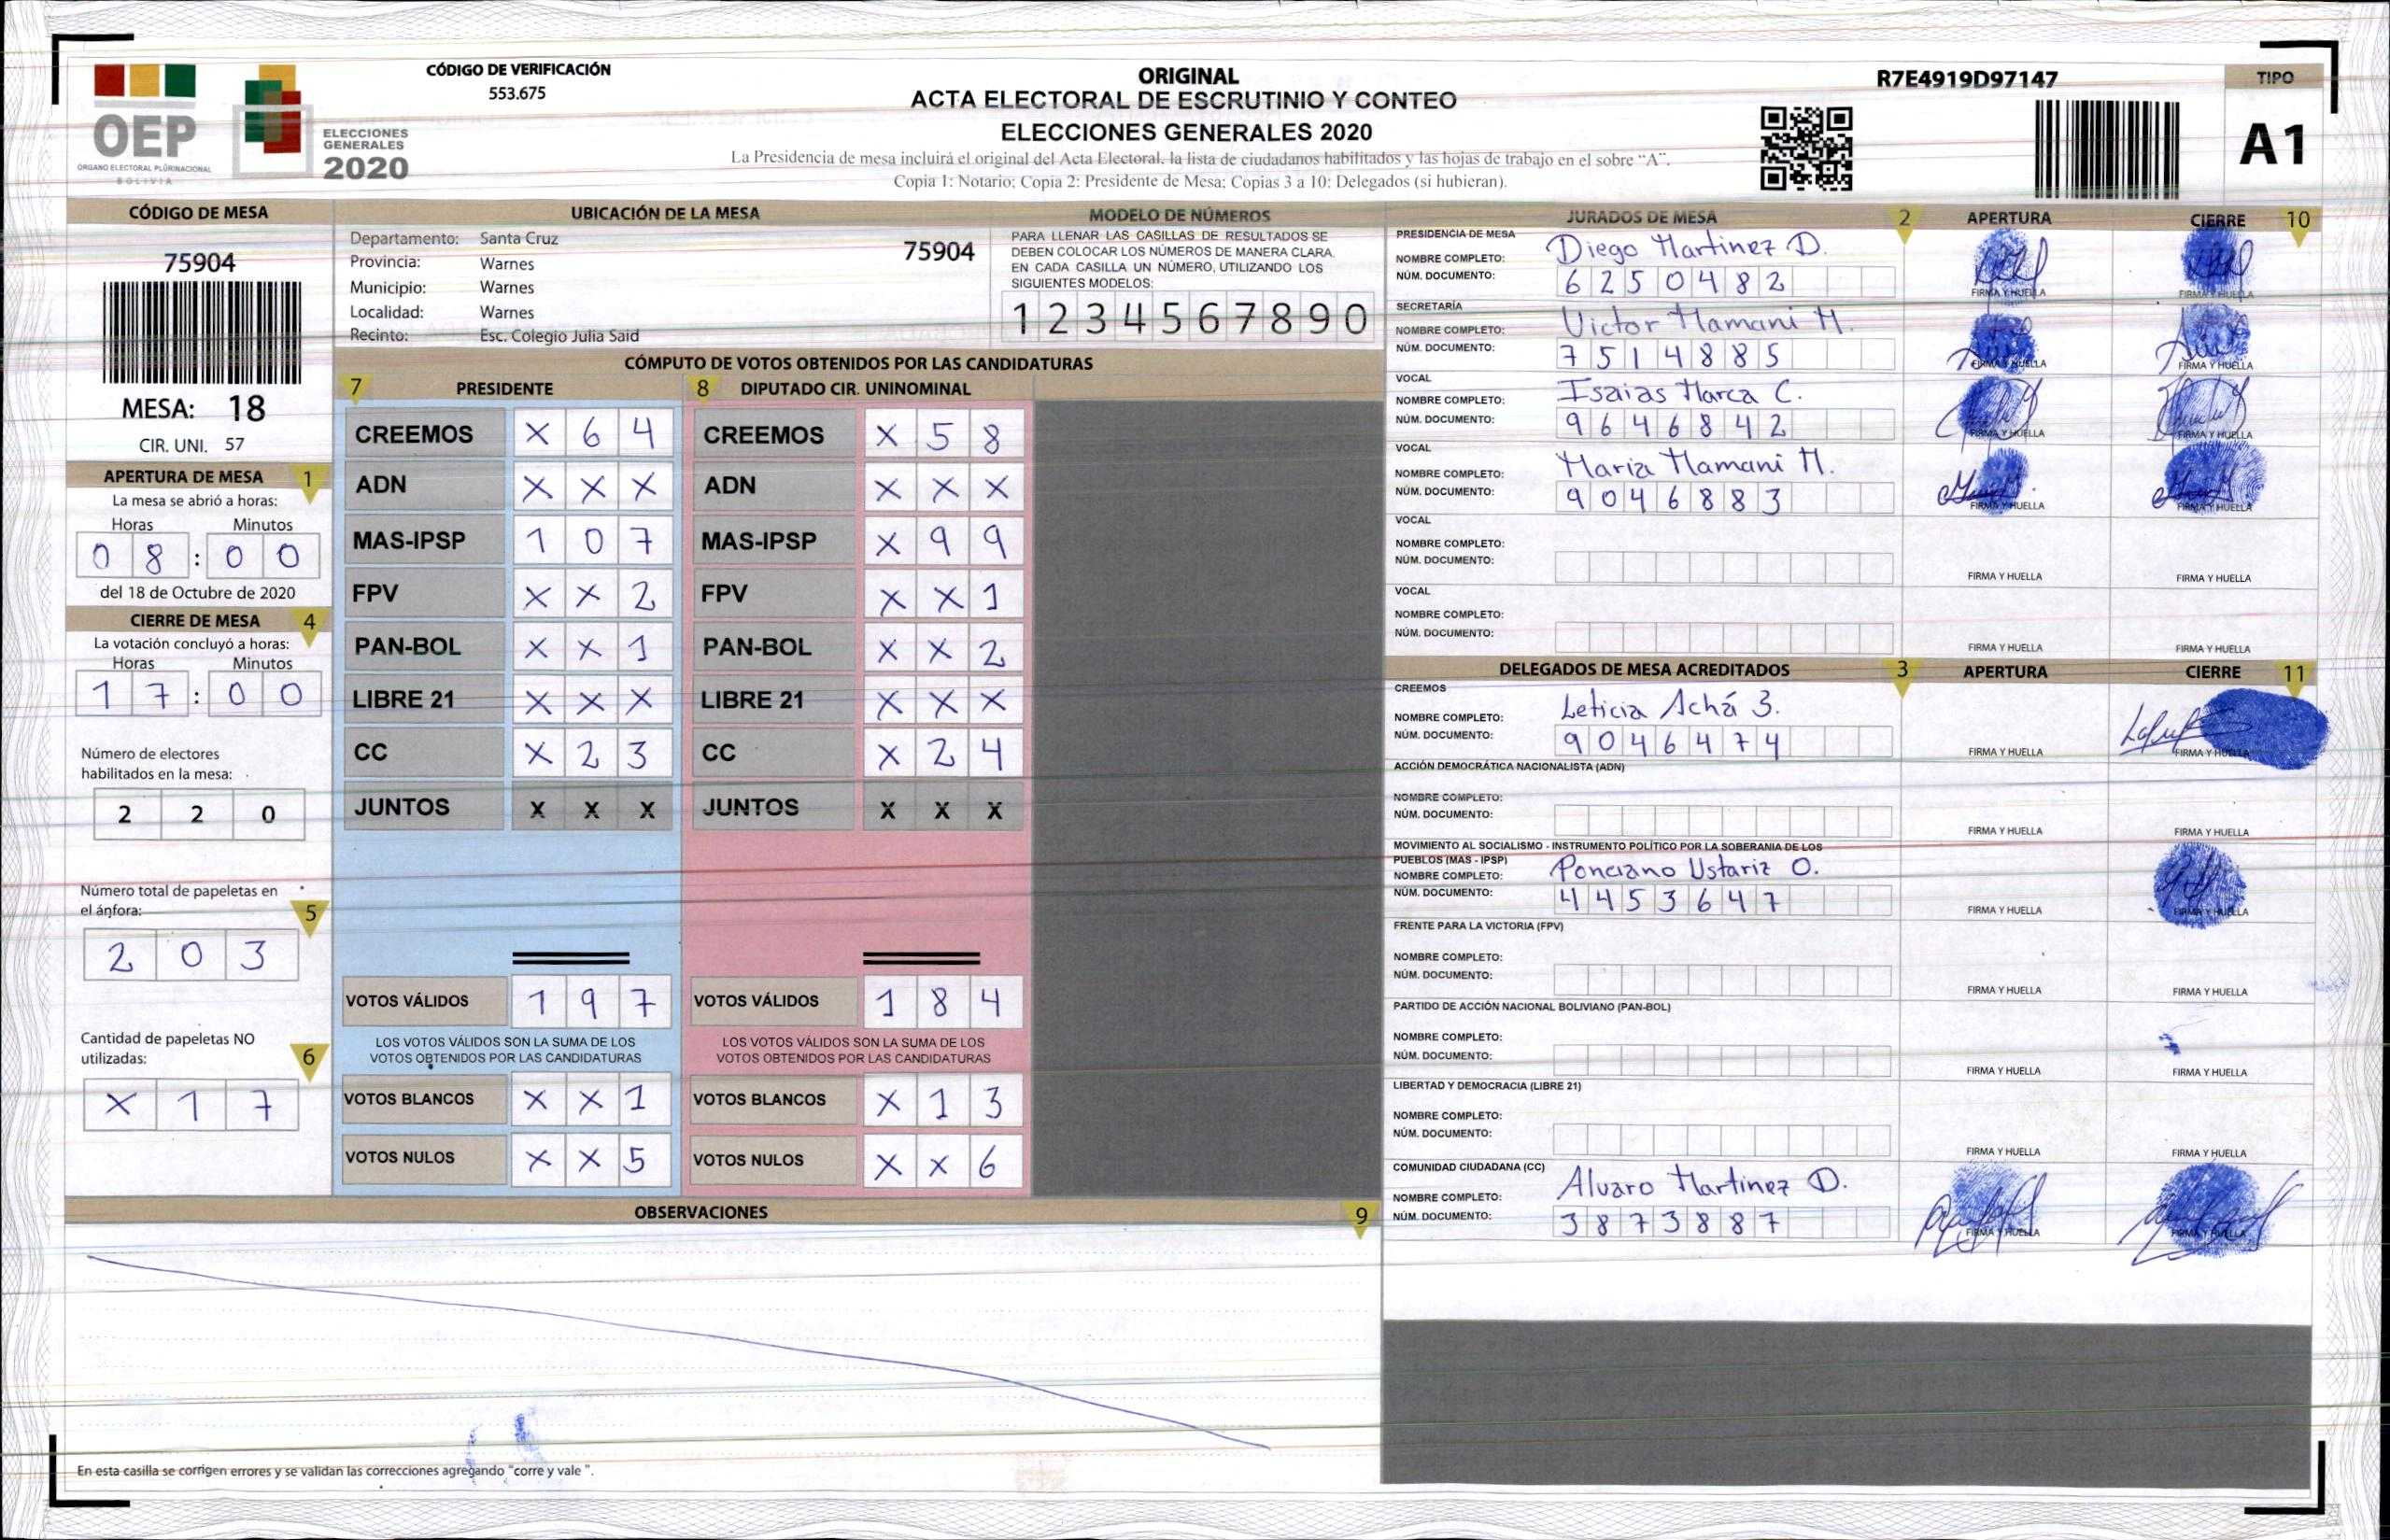 OEP
ÓRGANO ELECTORAL PLURINACIONAL
BOLIVIA
ELECCIONES
GENERALES
2020
CÓDIGO DE VERIFICACIÓN
553.675
ORIGINAL
ACTA ELECTORAL DE ESCRUTINIO Y CONTEO
ELECCIONES GENERALES 2020
La Presidencia de mesa incluirá el original del Acta Electoral, la lista de ciudadanos habilitados y las hojas de trabajo en el sobre "A".
Copia 1: Notario; Copia 2: Presidente de Mesa; Copias 3 a 10: Delegados (si hubieran).
R7E4919D97147
TIPO
A1
CÓDIGO DE MESA
75904
MESA: 18
CIR. UNI. 57
APERTURA DE MESA 1
La mesa se abrió a horas:
Horas Minutos
0 8 : 0 0
del 18 de Octubre de 2020
CIERRE DE MESA 4
La votación concluyó a horas:
Horas Minutos
1 7 : 0 0
Número de electores
habilitados en la mesa:
2 2 0
Número total de papeletas en
el ánfora: 5
2 0 3
Cantidad de papeletas NO
utilizadas: 6
X 1 7
UBICACIÓN DE LA MESA
Departamento: Santa Cruz
75904
Provincia: Warnes
Municipio: Warnes
Localidad: Warnes
Recinto: Esc. Colegio Julia Said
MODELO DE NÚMEROS
PARA LLENAR LAS CASILLAS DE RESULTADOS SE
DEBEN COLOCAR LOS NÚMEROS DE MANERA CLARA.
EN CADA CASILLA UN NÚMERO, UTILIZANDO LOS
SIGUIENTES MODELOS:
1 2 3 4 5 6 7 8 9 0
CÓMPUTO DE VOTOS OBTENIDOS POR LAS CANDIDATURAS
7 PRESIDENTE 8 DIPUTADO CIR. UNINOMINAL
CREEMOS X 6 4 CREEMOS X 5 8
ADN X X X ADN X X X
MAS-IPSP 1 0 7 MAS-IPSP X 9 9
FPV X X 2 FPV X X 1
PAN-BOL X X 1 PAN-BOL X X 2
LIBRE 21 X X X LIBRE 21 X X X
CC X 2 3 CC X 2 4
JUNTOS X X X JUNTOS X X X
VOTOS VÁLIDOS 1 9 7 VOTOS VÁLIDOS 1 8 4
LOS VOTOS VÁLIDOS SON LA SUMA DE LOS LOS VOTOS VÁLIDOS SON LA SUMA DE LOS
VOTOS OBTENIDOS POR LAS CANDIDATURAS VOTOS OBTENIDOS POR LAS CANDIDATURAS
VOTOS BLANCOS X X 1 VOTOS BLANCOS X 1 3
VOTOS NULOS X X 5 VOTOS NULOS X X 6
OBSERVACIONES 9
En esta casilla se corrigen errores y se validan las correcciones agregando "corre y vale ".
JURADOS DE MESA 2 APERTURA CIERRE 10
PRESIDENCIA DE MESA
NOMBRE COMPLETO: Diego Martinez D.
NÚM. DOCUMENTO: 6 2 5 0 4 8 2
FIRMA Y HUELLA FIRMA Y HUELLA
SECRETARÍA
NOMBRE COMPLETO: Victor Mamani M.
NÚM. DOCUMENTO: 7 5 1 4 8 8 5
FIRMA Y HUELLA FIRMA Y HUELLA
VOCAL
NOMBRE COMPLETO: Isaias Marca C.
NÚM. DOCUMENTO: 9 6 4 6 8 4 2
FIRMA Y HUELLA FIRMA Y HUELLA
VOCAL
NOMBRE COMPLETO: Maria Mamani M.
NÚM. DOCUMENTO: 9 0 4 6 8 8 3
FIRMA Y HUELLA FIRMA Y HUELLA
VOCAL
NOMBRE COMPLETO:
NÚM. DOCUMENTO:
FIRMA Y HUELLA FIRMA Y HUELLA
VOCAL
NOMBRE COMPLETO:
NÚM. DOCUMENTO:
FIRMA Y HUELLA FIRMA Y HUELLA
DELEGADOS DE MESA ACREDITADOS 3 APERTURA CIERRE 11
CREEMOS
NOMBRE COMPLETO: Leticia Achá 3.
NÚM. DOCUMENTO: 9 0 4 6 4 7 4
FIRMA Y HUELLA FIRMA Y HUELLA
ACCIÓN DEMOCRÁTICA NACIONALISTA (ADN)
NOMBRE COMPLETO:
NÚM. DOCUMENTO:
FIRMA Y HUELLA FIRMA Y HUELLA
MOVIMIENTO AL SOCIALISMO - INSTRUMENTO POLÍTICO POR LA SOBERANIA DE LOS
PUEBLOS (MAS - IPSP)
NOMBRE COMPLETO: Ponciano Ustariz O.
NÚM. DOCUMENTO: 4 4 5 3 6 4 7
FIRMA Y HUELLA FIRMA Y HUELLA
FRENTE PARA LA VICTORIA (FPV)
NOMBRE COMPLETO:
NÚM. DOCUMENTO:
FIRMA Y HUELLA FIRMA Y HUELLA
PARTIDO DE ACCIÓN NACIONAL BOLIVIANO (PAN-BOL)
NOMBRE COMPLETO:
NÚM. DOCUMENTO:
FIRMA Y HUELLA FIRMA Y HUELLA
LIBERTAD Y DEMOCRACIA (LIBRE 21)
NOMBRE COMPLETO:
NÚM. DOCUMENTO:
FIRMA Y HUELLA FIRMA Y HUELLA
COMUNIDAD CIUDADANA (CC)
NOMBRE COMPLETO: Alvaro Martinez D.
NÚM. DOCUMENTO: 3 8 7 3 8 8 7
FIRMA Y HUELLA FIRMA Y HUELLA